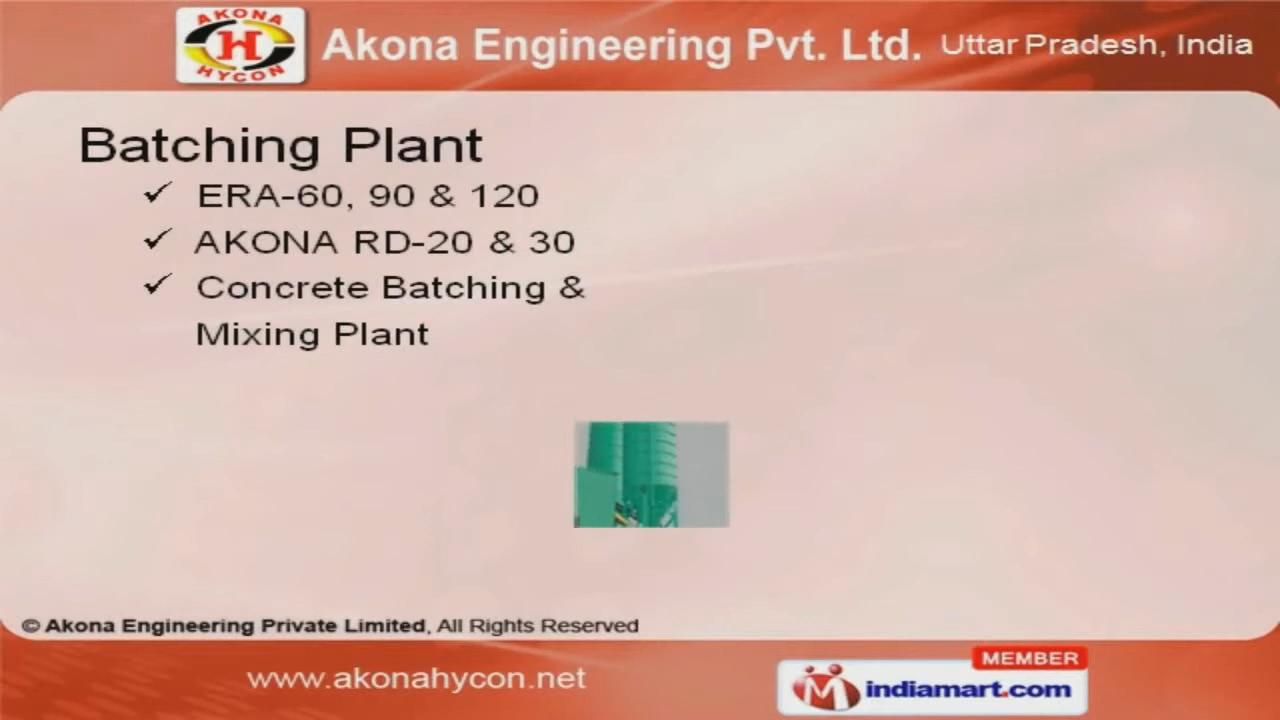 AKONA
H
HYCON
Akona Engineering Pvt. Ltd. Uttar Pradesh, India
Batching Plant
✓ ERA-60, 90 & 120
✓ AKONA RD-20 & 30
✓ Concrete Batching &
Mixing Plant
© Akona Engineering Private Limited, All Rights Reserved
www.akonahycon.net
MEMBER
indiamart.com